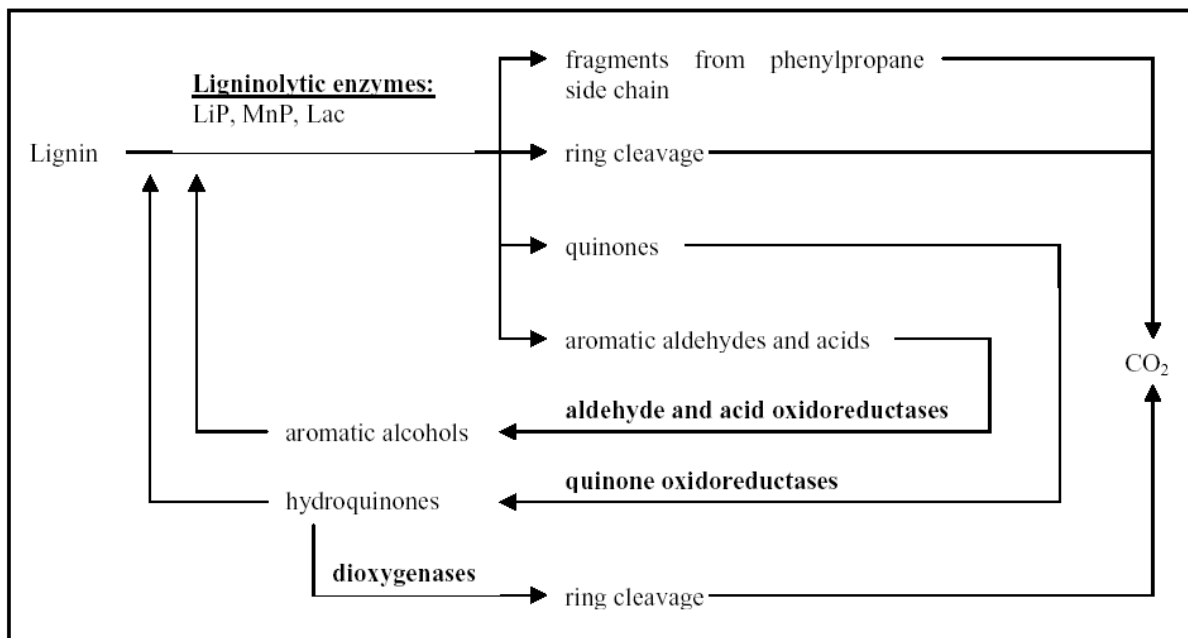 fragments from phenylpropane
side chain
Ligninolytic enzymes:
LiP, MnP, Lac
Lignin
ring cleavage
quinones
aromatic aldehydes and acids
CO₂
aldehyde and acid oxidoreductases
aromatic alcohols
quinone oxidoreductases
hydroquinones
dioxygenases
ring cleavage